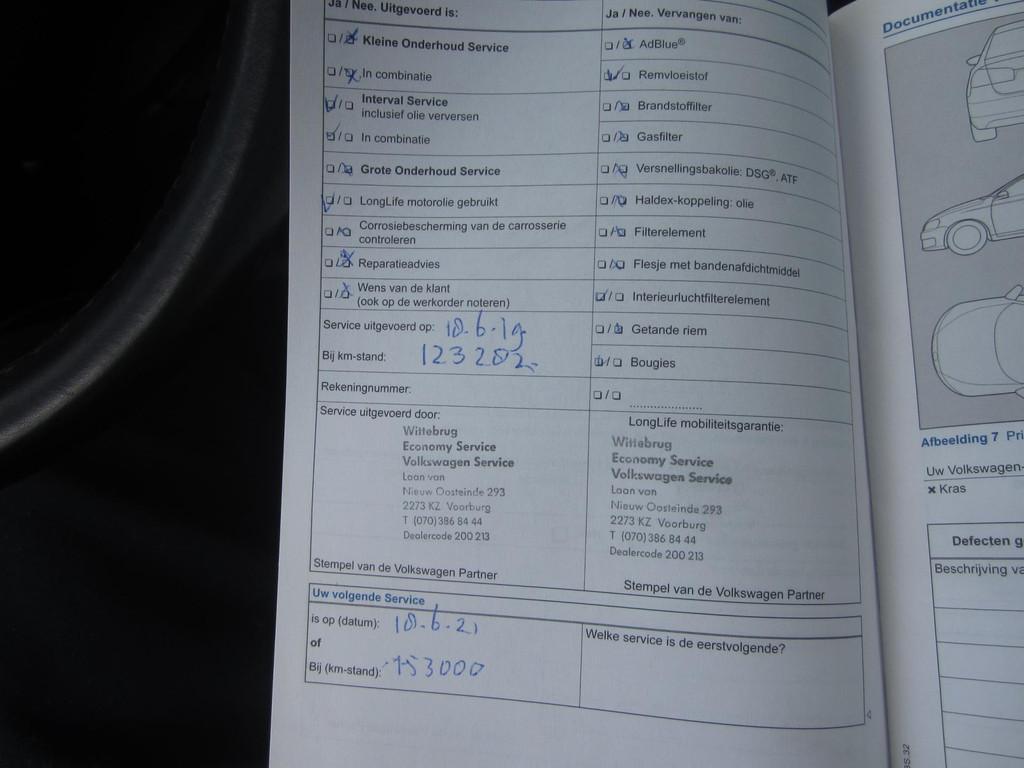 Ja / Nee. Uitgevoerd is:
☐/☒ Kleine Onderhoud Service
☐/☒ In combinatie
☑/☐ Interval Service
inclusief olie verversen
☑/☐ In combinatie
☐/☒ Grote Onderhoud Service
☑/☐ LongLife motorolie gebruikt
☐/☒ Corrosiebescherming van de carrosserie
controleren
☐/☒ Reparatieadvies
☐/☒ Wens van de klant
(ook op de werkorder noteren)
Service uitgevoerd op: 18.6.19
Bij km-stand: 123282
Rekeningnummer:
Service uitgevoerd door:
Wittebrug
Economy Service
Volkswagen Service
Laan van
Nieuw Oosteinde 293
2273 KZ Voorburg
T (070) 386 84 44
Dealercode 200 213
Stempel van de Volkswagen Partner
Ja / Nee. Vervangen van:
☐/☒ AdBlue®
☑/☐ Remvloeistof
☐/☒ Brandstoffilter
☐/☒ Gasfilter
☐/☒ Versnellingsbakolie: DSG®, ATF
☐/☒ Haldex-koppeling: olie
☐/☒ Filterelement
☐/☒ Flesje met bandenafdichtmiddel
☑/☐ Interieurluchtfilterelement
☐/☒ Getande riem
☑/☐ Bougies
☐/☐ ......................
LongLife mobiliteitsgarantie:
Wittebrug
Economy Service
Volkswagen Service
Laan van
Nieuw Oosteinde 293
2273 KZ Voorburg
T (070) 386 84 44
Dealercode 200 213
Stempel van de Volkswagen Partner
Uw volgende Service
is op (datum): 18.6.21
of
Bij (km-stand): 153000
Welke service is de eerstvolgende?
Documentatie
Afbeelding 7 Pri
Uw Volkswagen-
× Kras
Defecten g
Beschrijving va